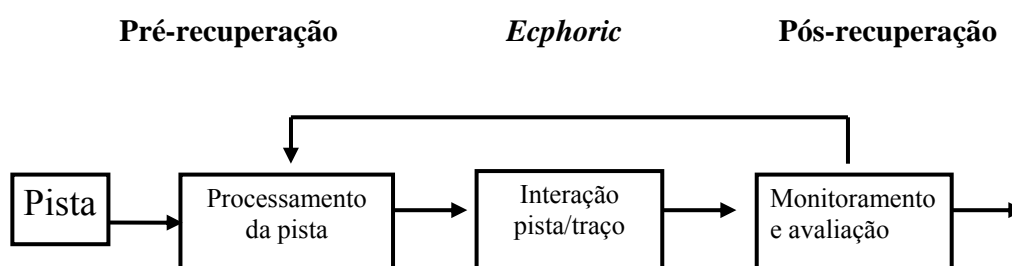 Pré-recuperação Ecphoric Pós-recuperação
Pista
Processamento
da pista
Interação
pista/traço
Monitoramento
e avaliação